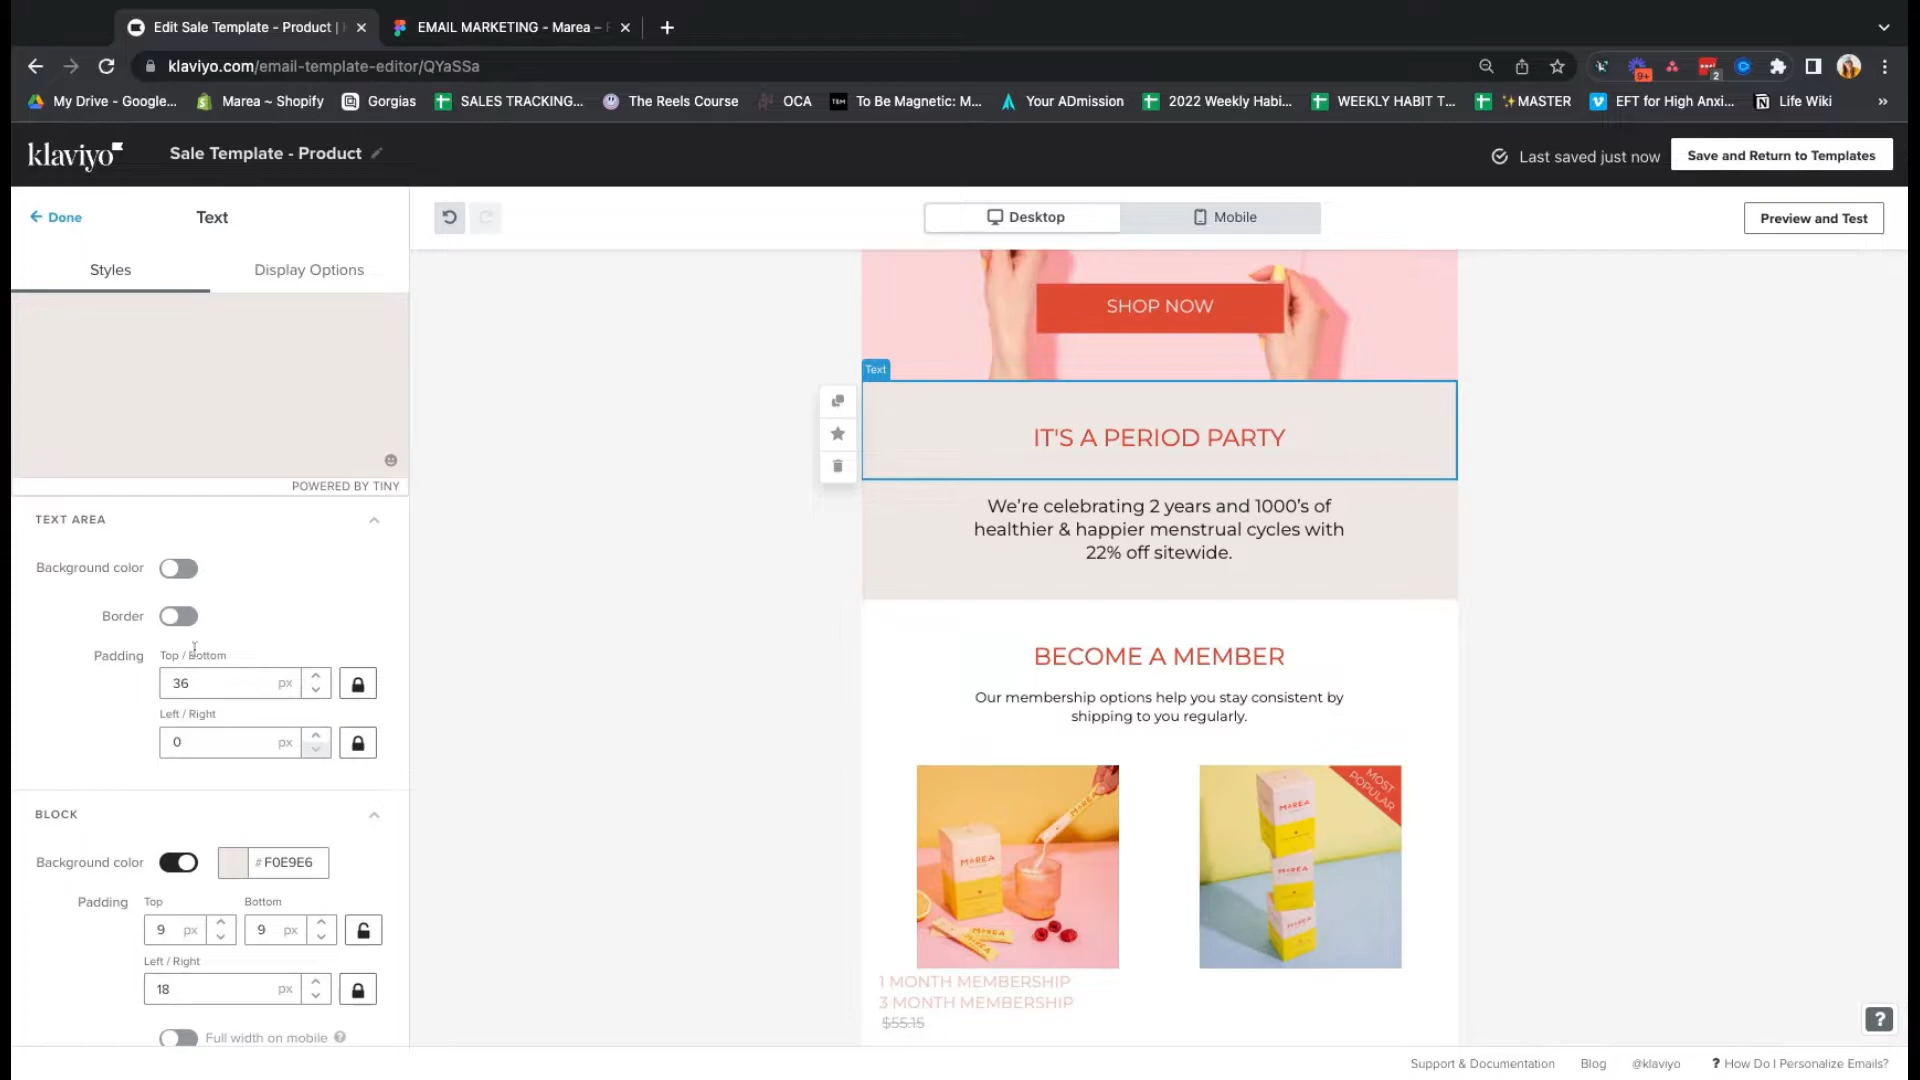 Edit Sale Template - Product |
EMAIL MARKETING - Marea –
klaviyo.com/email-template-editor/QYaSSa
9+
2
My Drive - Google...
Marea ~ Shopify
Gorgias
SALES TRACKING...
The Reels Course
OCA
To Be Magnetic: M...
Your ADmission
2022 Weekly Habi...
WEEKLY HABIT T...
✨MASTER
EFT for High Anxi...
Life Wiki
»
klaviyo
Sale Template - Product
Last saved just now
Save and Return to Templates
Done
Text
Desktop
Mobile
Preview and Test
Styles
Display Options
POWERED BY TINY
TEXT AREA
Background color
Border
Padding
Top / Bottom
36 px
Left / Right
0 px
BLOCK
Background color
# F0E9E6
Padding
Top
Bottom
9 px
9 px
Left / Right
18 px
Full width on mobile ?
SHOP NOW
Text
IT'S A PERIOD PARTY
We're celebrating 2 years and 1000's of
healthier & happier menstrual cycles with
22% off sitewide.
BECOME A MEMBER
Our membership options help you stay consistent by
shipping to you regularly.
MAREA
MOST
POPULAR
MAREA
MAREA
MAREA
1 MONTH MEMBERSHIP
3 MONTH MEMBERSHIP
$55.15
?
Support & Documentation
Blog
@klaviyo
? How Do I Personalize Emails?